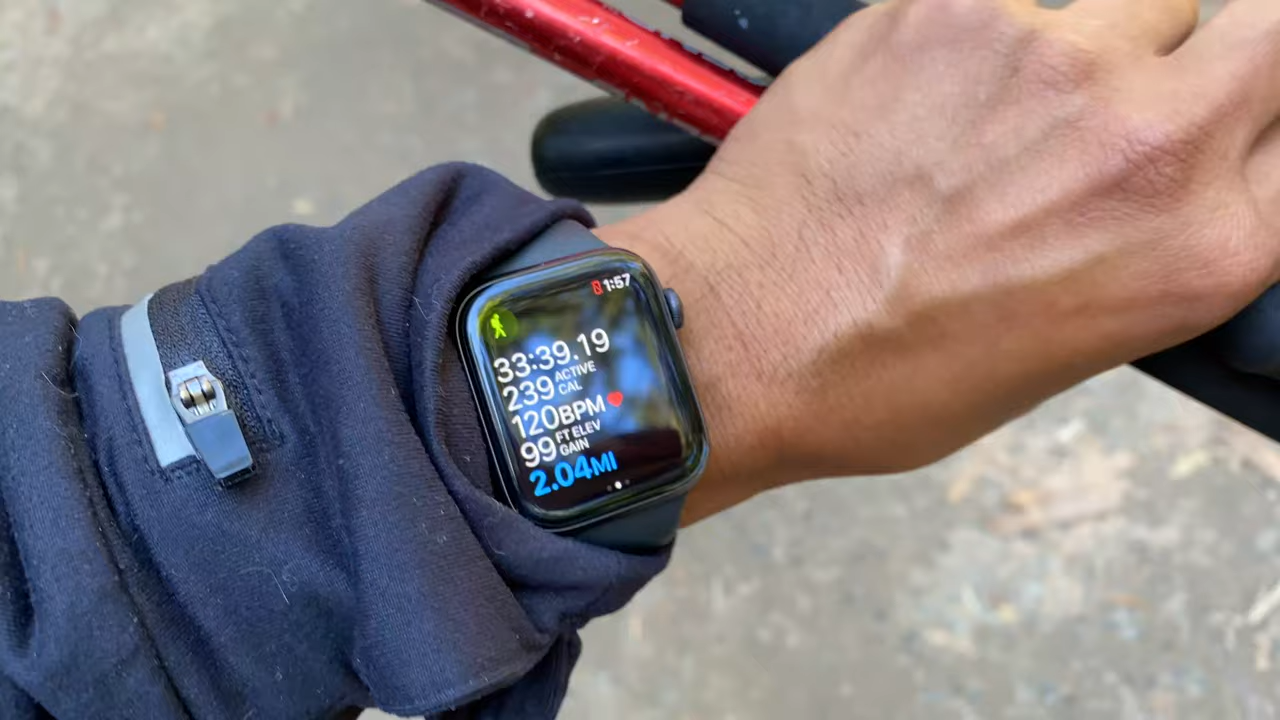 1:57
33:39.19
239 ACTIVE CAL
120BPM
99 FT ELEV GAIN
2.04MI